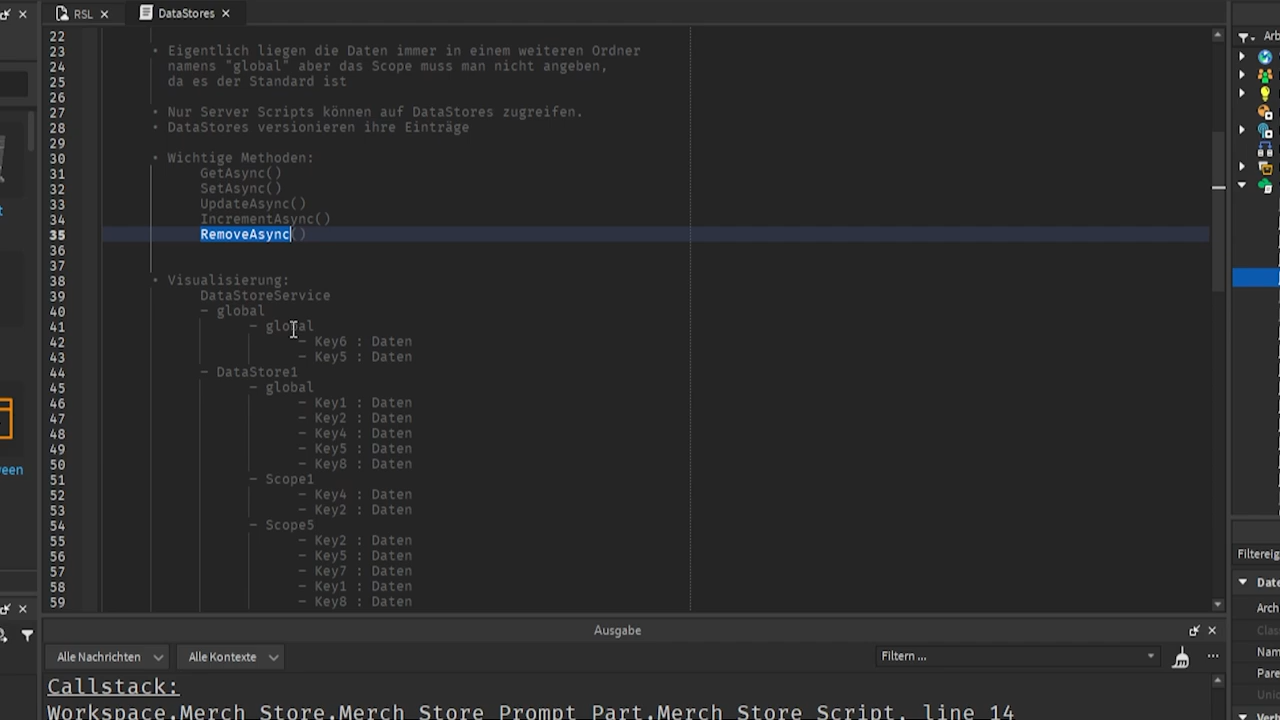 RSL
DataStores
22
23 • Eigentlich liegen die Daten immer in einem weiteren Ordner
24 namens "global" aber das Scope muss man nicht angeben,
25 da es der Standard ist
26
27 • Nur Server Scripts können auf DataStores zugreifen.
28 • DataStores versionieren ihre Einträge
29
30 • Wichtige Methoden:
31 GetAsync()
32 SetAsync()
33 UpdateAsync()
34 IncrementAsync()
35 RemoveAsync()
36
37
38 • Visualisierung:
39 DataStoreService
40 - global
41 - global
42 - Key6 : Daten
43 - Key5 : Daten
44 - DataStore1
45 - global
46 - Key1 : Daten
47 - Key2 : Daten
48 - Key4 : Daten
49 - Key5 : Daten
50 - Key8 : Daten
51 - Scope1
52 - Key4 : Daten
53 - Key2 : Daten
54 - Scope5
55 - Key2 : Daten
56 - Key5 : Daten
57 - Key7 : Daten
58 - Key1 : Daten
59 - Key8 : Daten
Ausgabe
Alle Nachrichten
Alle Kontexte
Filtern ...
Callstack:
Workspace.Merch Store.Merch Store Prompt Part.Merch Store Script, line 14
t
ween
Arb
Filtereig
Date
Arch
Clas
Nam
Pare